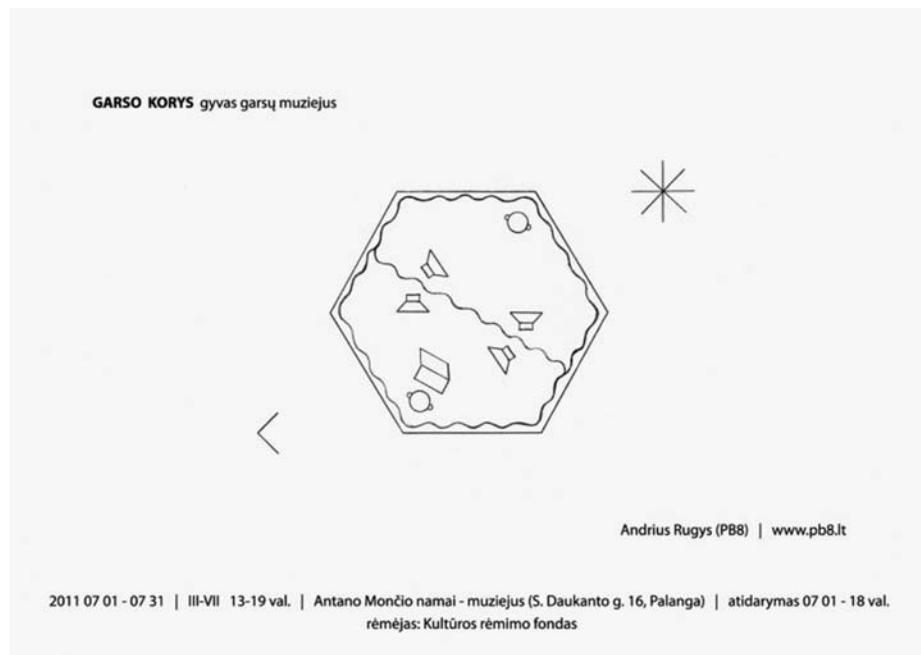 GARSO KORYS gyvas garsų muziejus
Andrius Rugys (PB8) | www.pb8.lt
2011 07 01 - 07 31 | III-VII 13-19 val. | Antano Mončio namai - muziejus (S. Daukanto g. 16, Palanga) | atidarymas 07 01 - 18 val.
rėmėjas: Kultūros rėmimo fondas